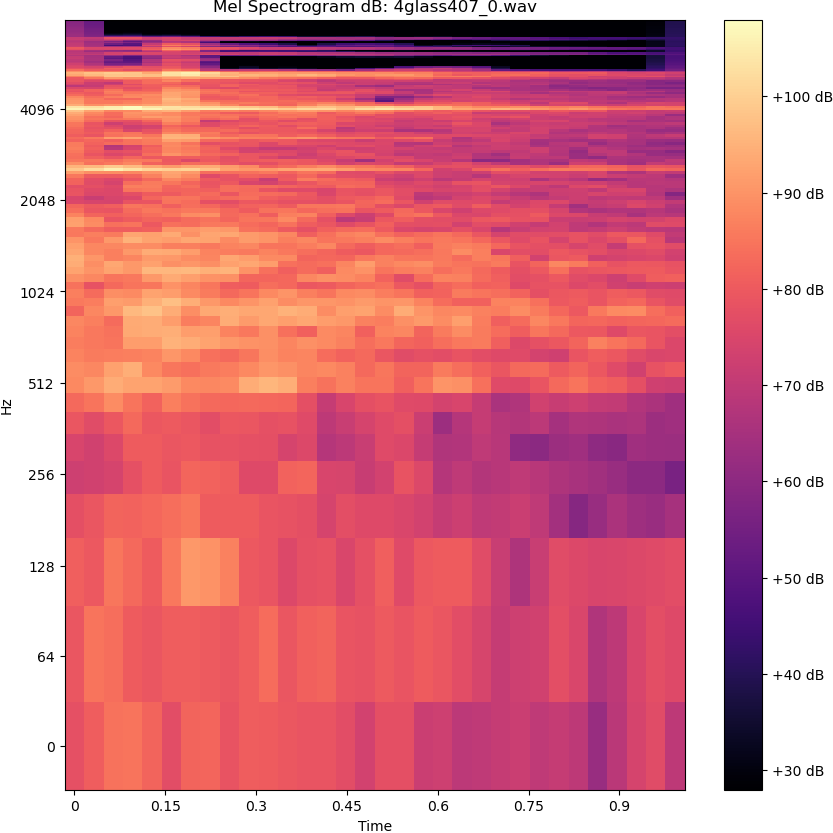 Mel Spectrogram dB: 4glass407_0.wav
Hz
4096
2048
1024
512
256
128
64
0
0 0.15 0.3 0.45 0.6 0.75 0.9
Time
+100 dB
+90 dB
+80 dB
+70 dB
+60 dB
+50 dB
+40 dB
+30 dB